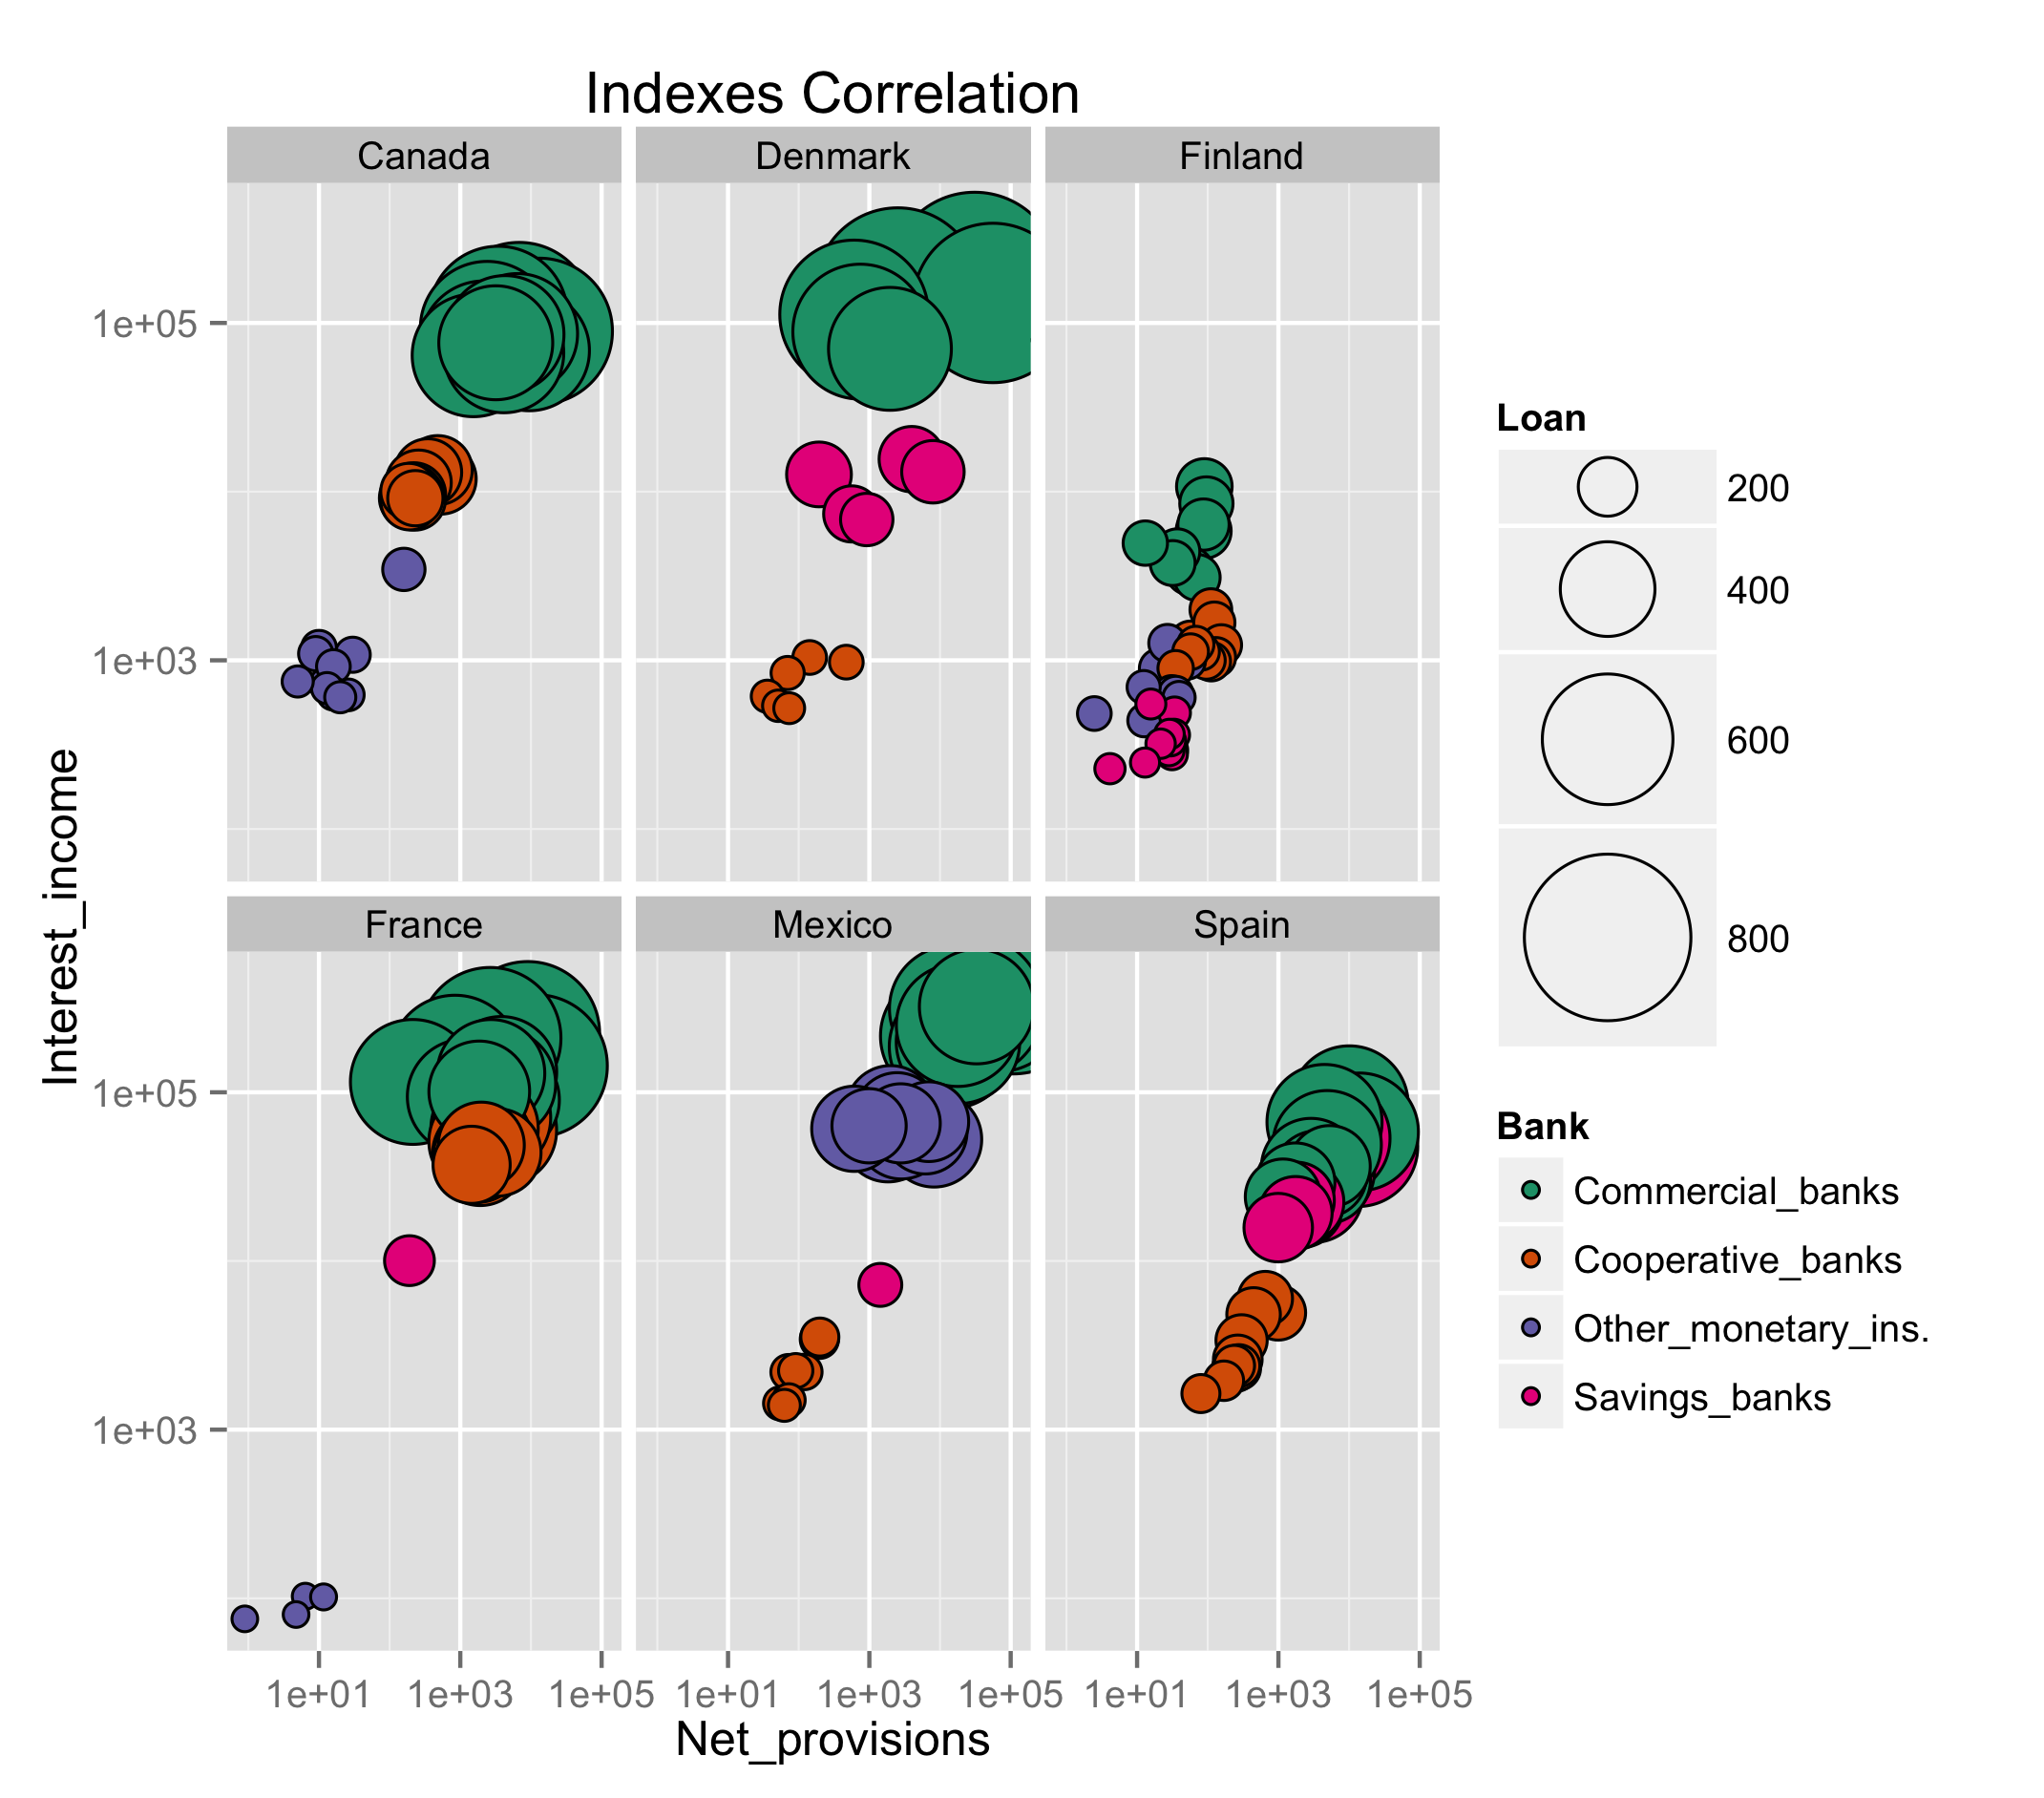 Indexes Correlation
Canada
Denmark
Finland
1e+05
1e+03
France
Mexico
Spain
1e+05
1e+03
1e+01
1e+03
1e+05
1e+01
1e+03
1e+05
1e+01
1e+03
1e+05
Net_provisions
Interest_income
Loan
200
400
600
800
Bank
Commercial_banks
Cooperative_banks
Other_monetary_ins.
Savings_banks